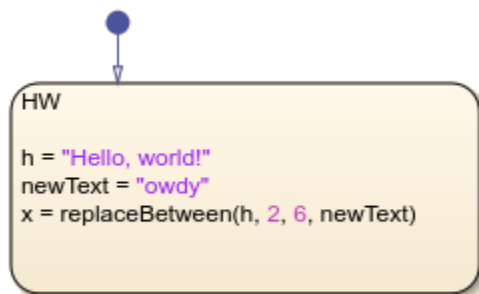 HW
h = "Hello, world!"
newText = "owdy"
x = replaceBetween(h, 2, 6, newText)